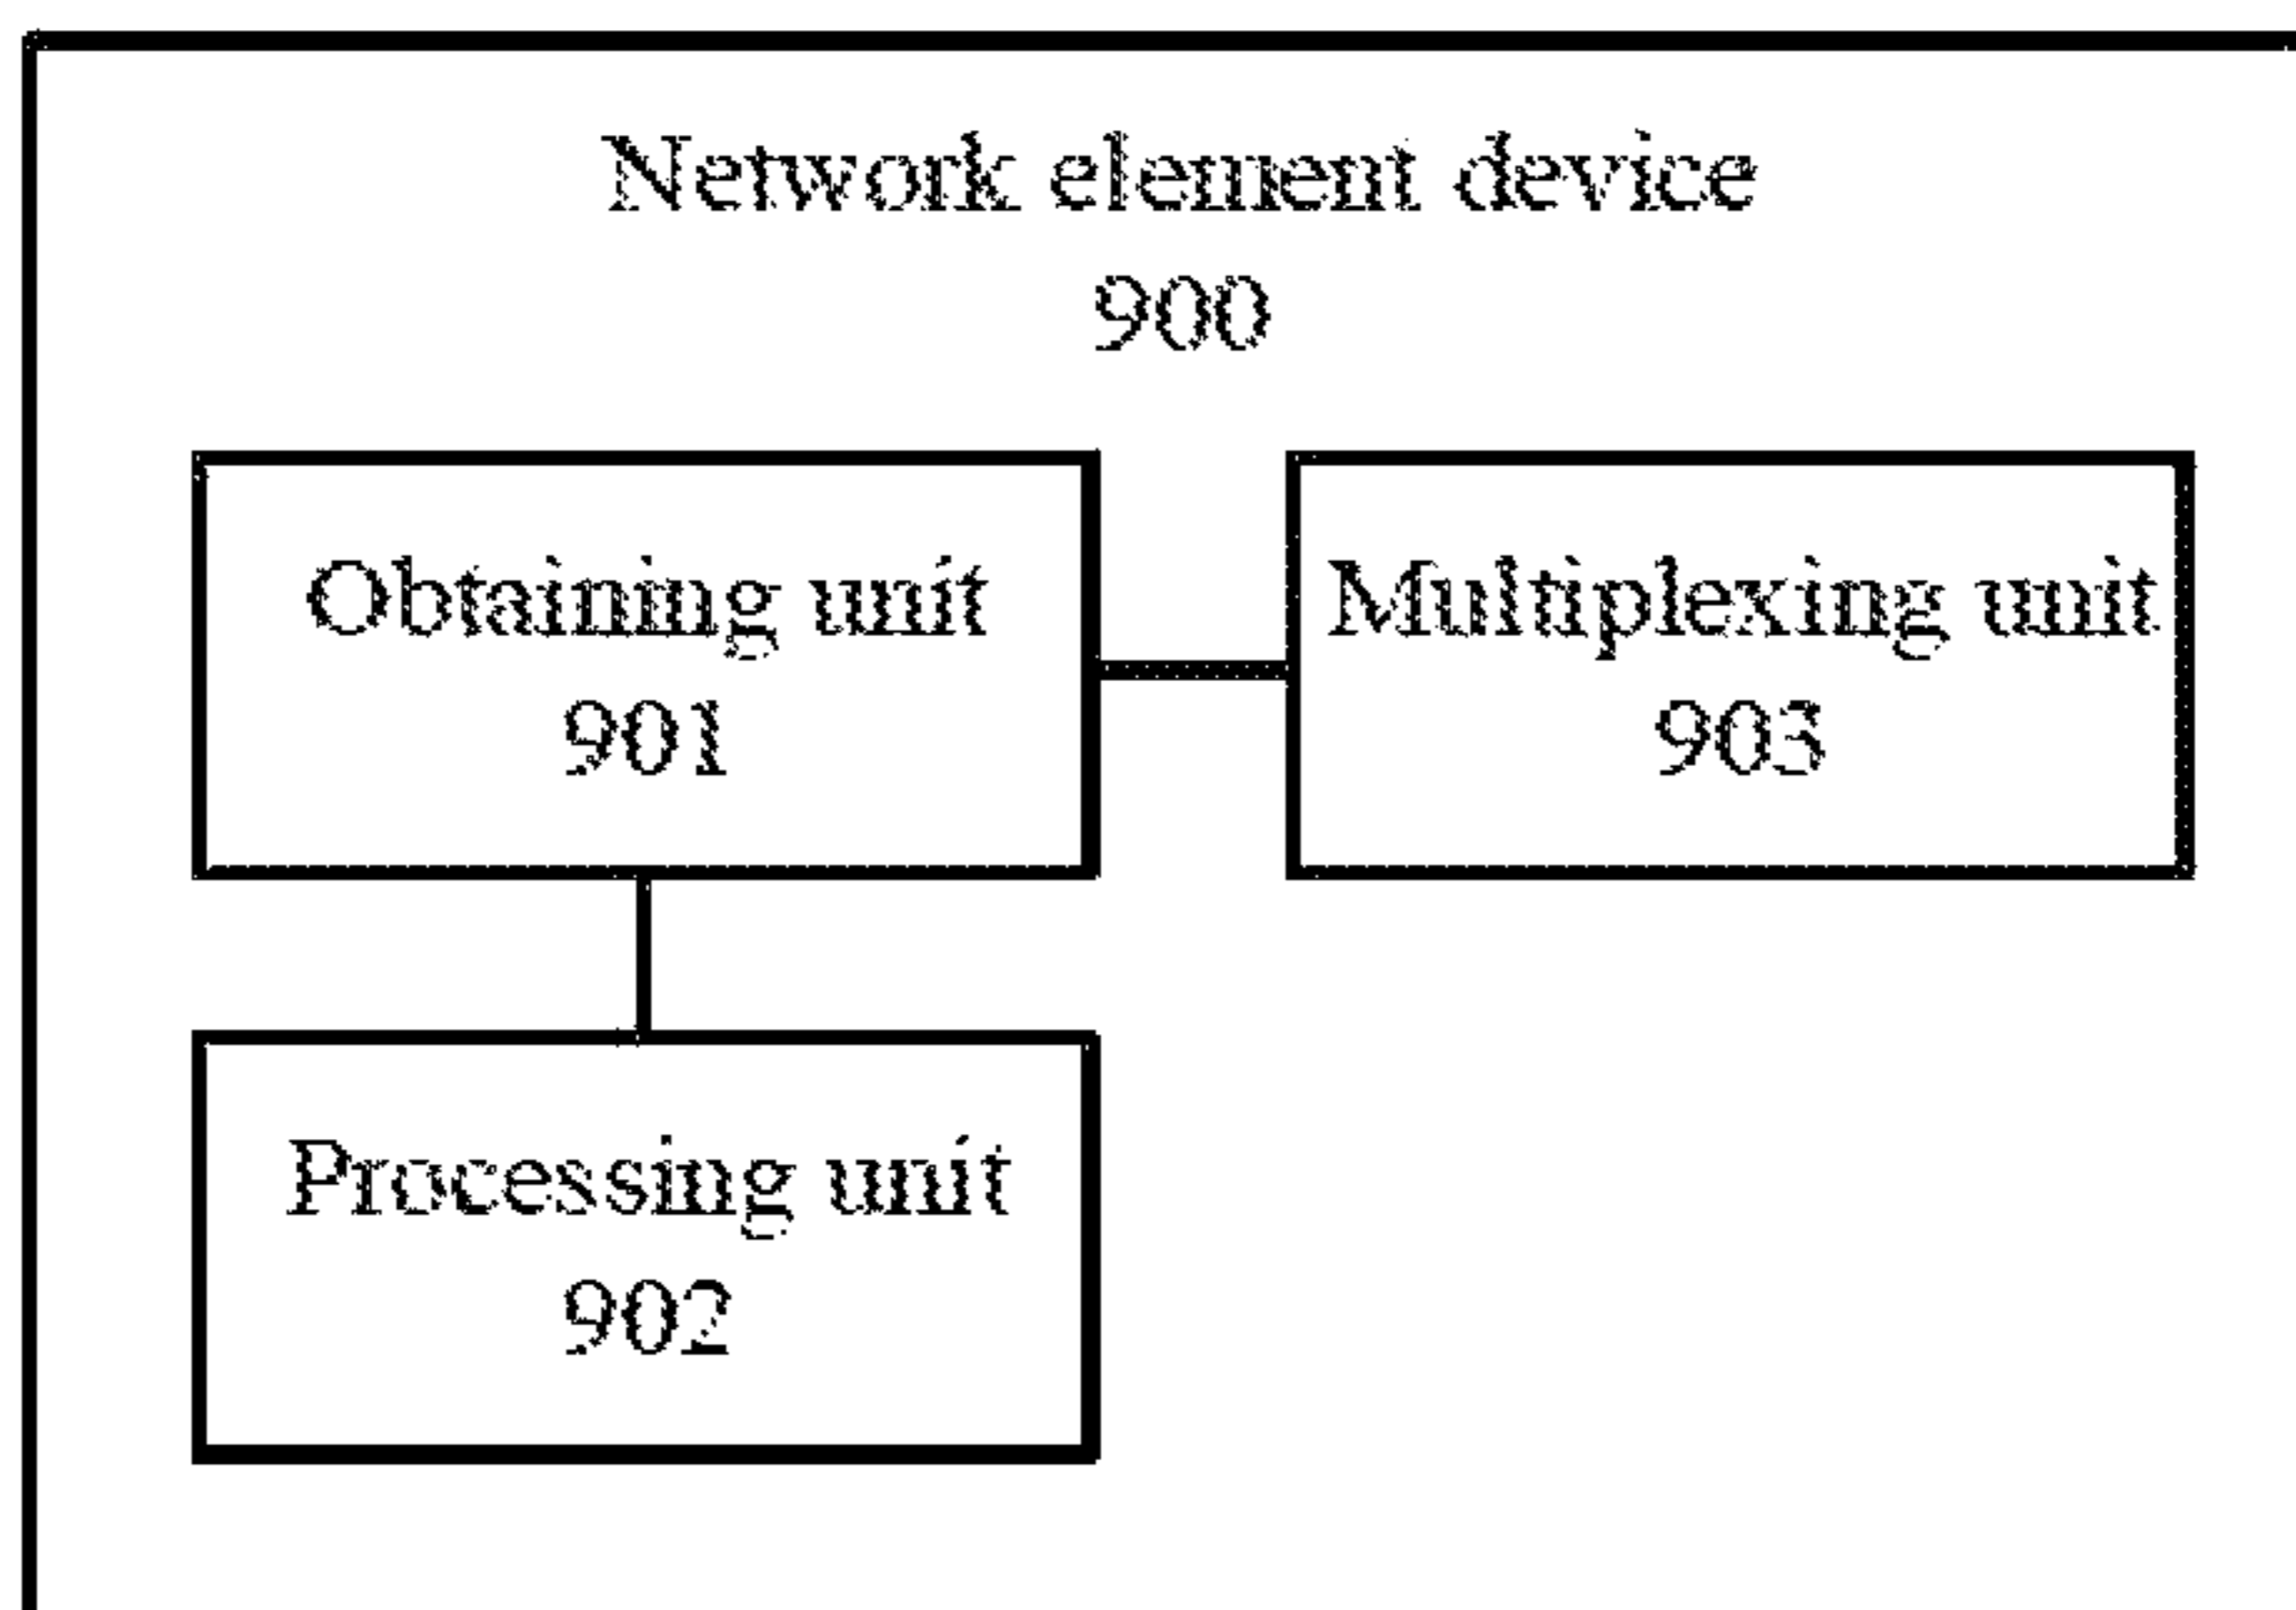 Network element device
900
Obtaining unit
901
Multiplexing unit
903
Processing unit
902